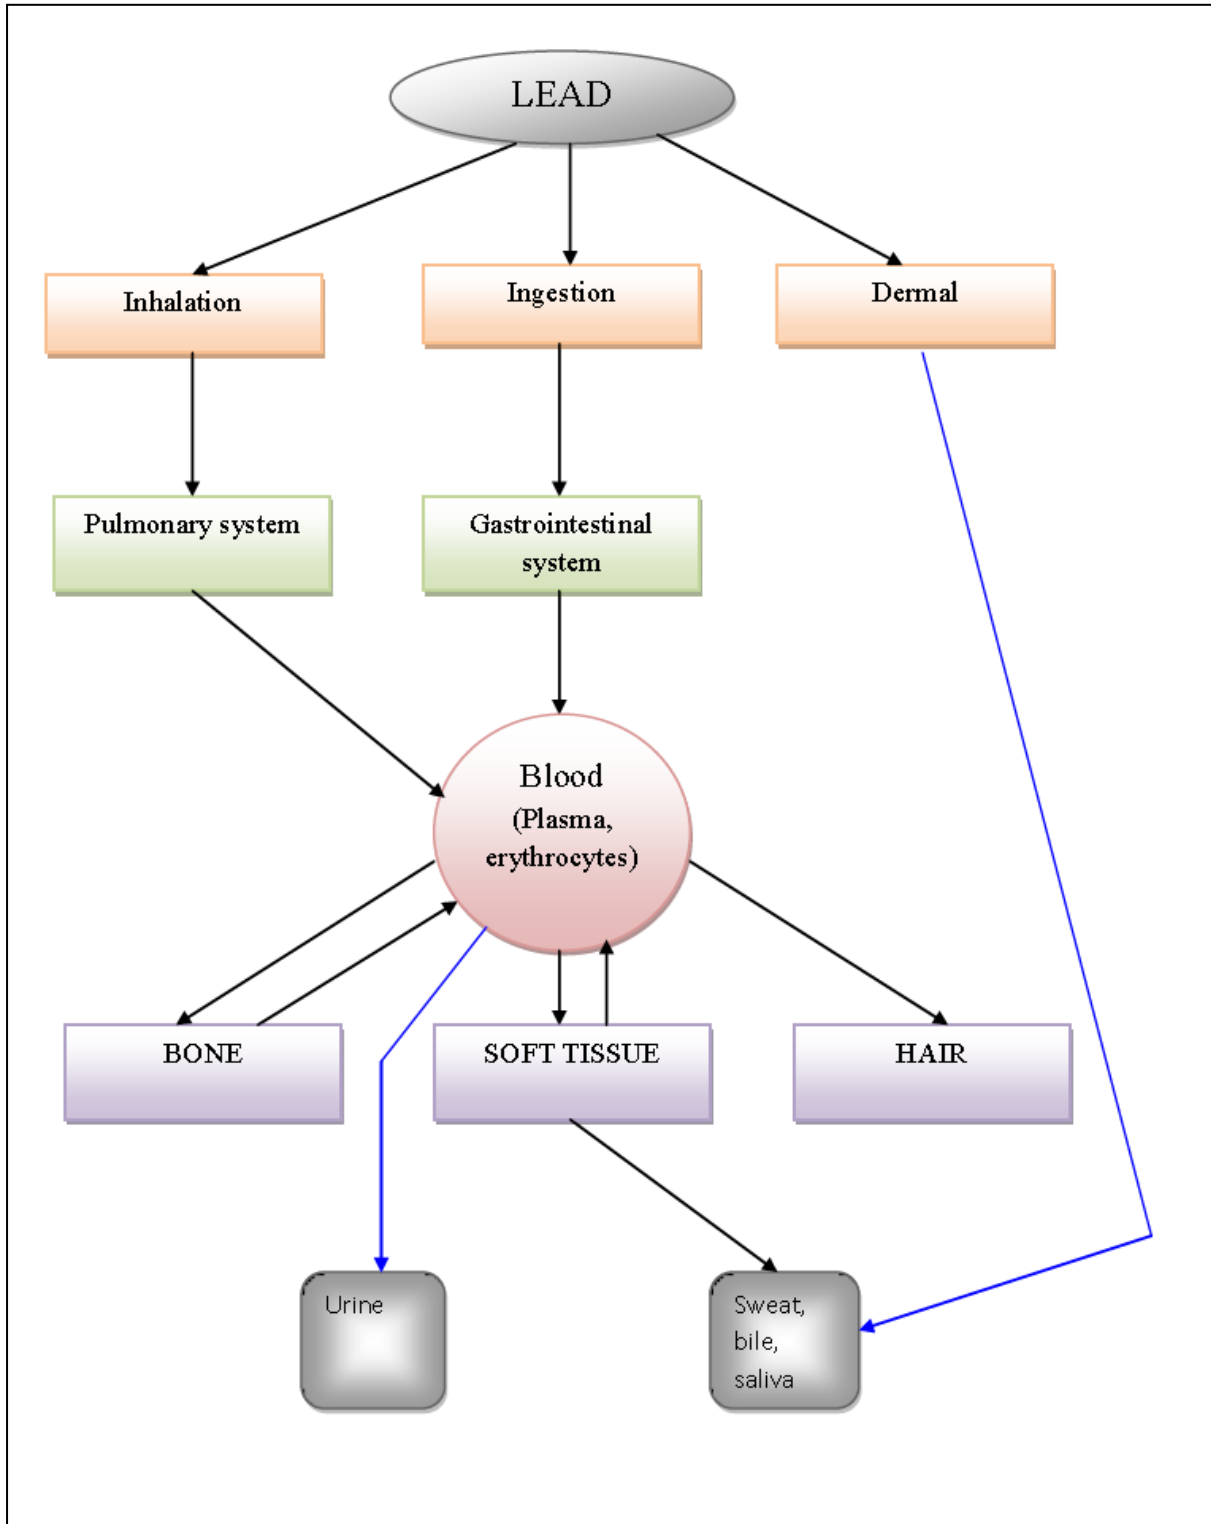 LEAD
Inhalation
Ingestion
Dermal
Pulmonary system
Gastrointestinal
system
Blood
(Plasma,
erythrocytes)
BONE
SOFT TISSUE
HAIR
Urine
Sweat,
bile,
saliva